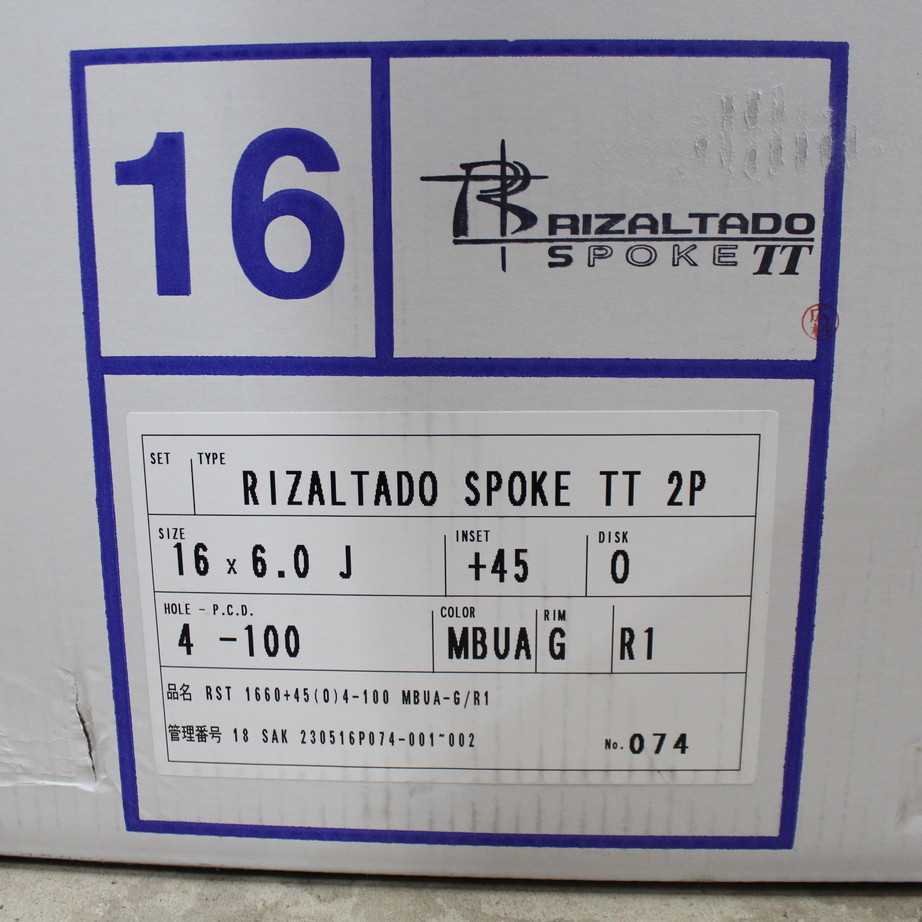 16
RIZALTADO
SPOKE TT
SET TYPE
RIZALTADO SPOKE TT 2P
SIZE INSET DISK
16 x 6.0 J +45 0
HOLE - P.C.D. COLOR RIM
4 -100 MBUA G R1
品名 RST 1660+45(0)4-100 MBUA-G/R1
管理番号 18 SAK 230516P074-001~002 No. 074